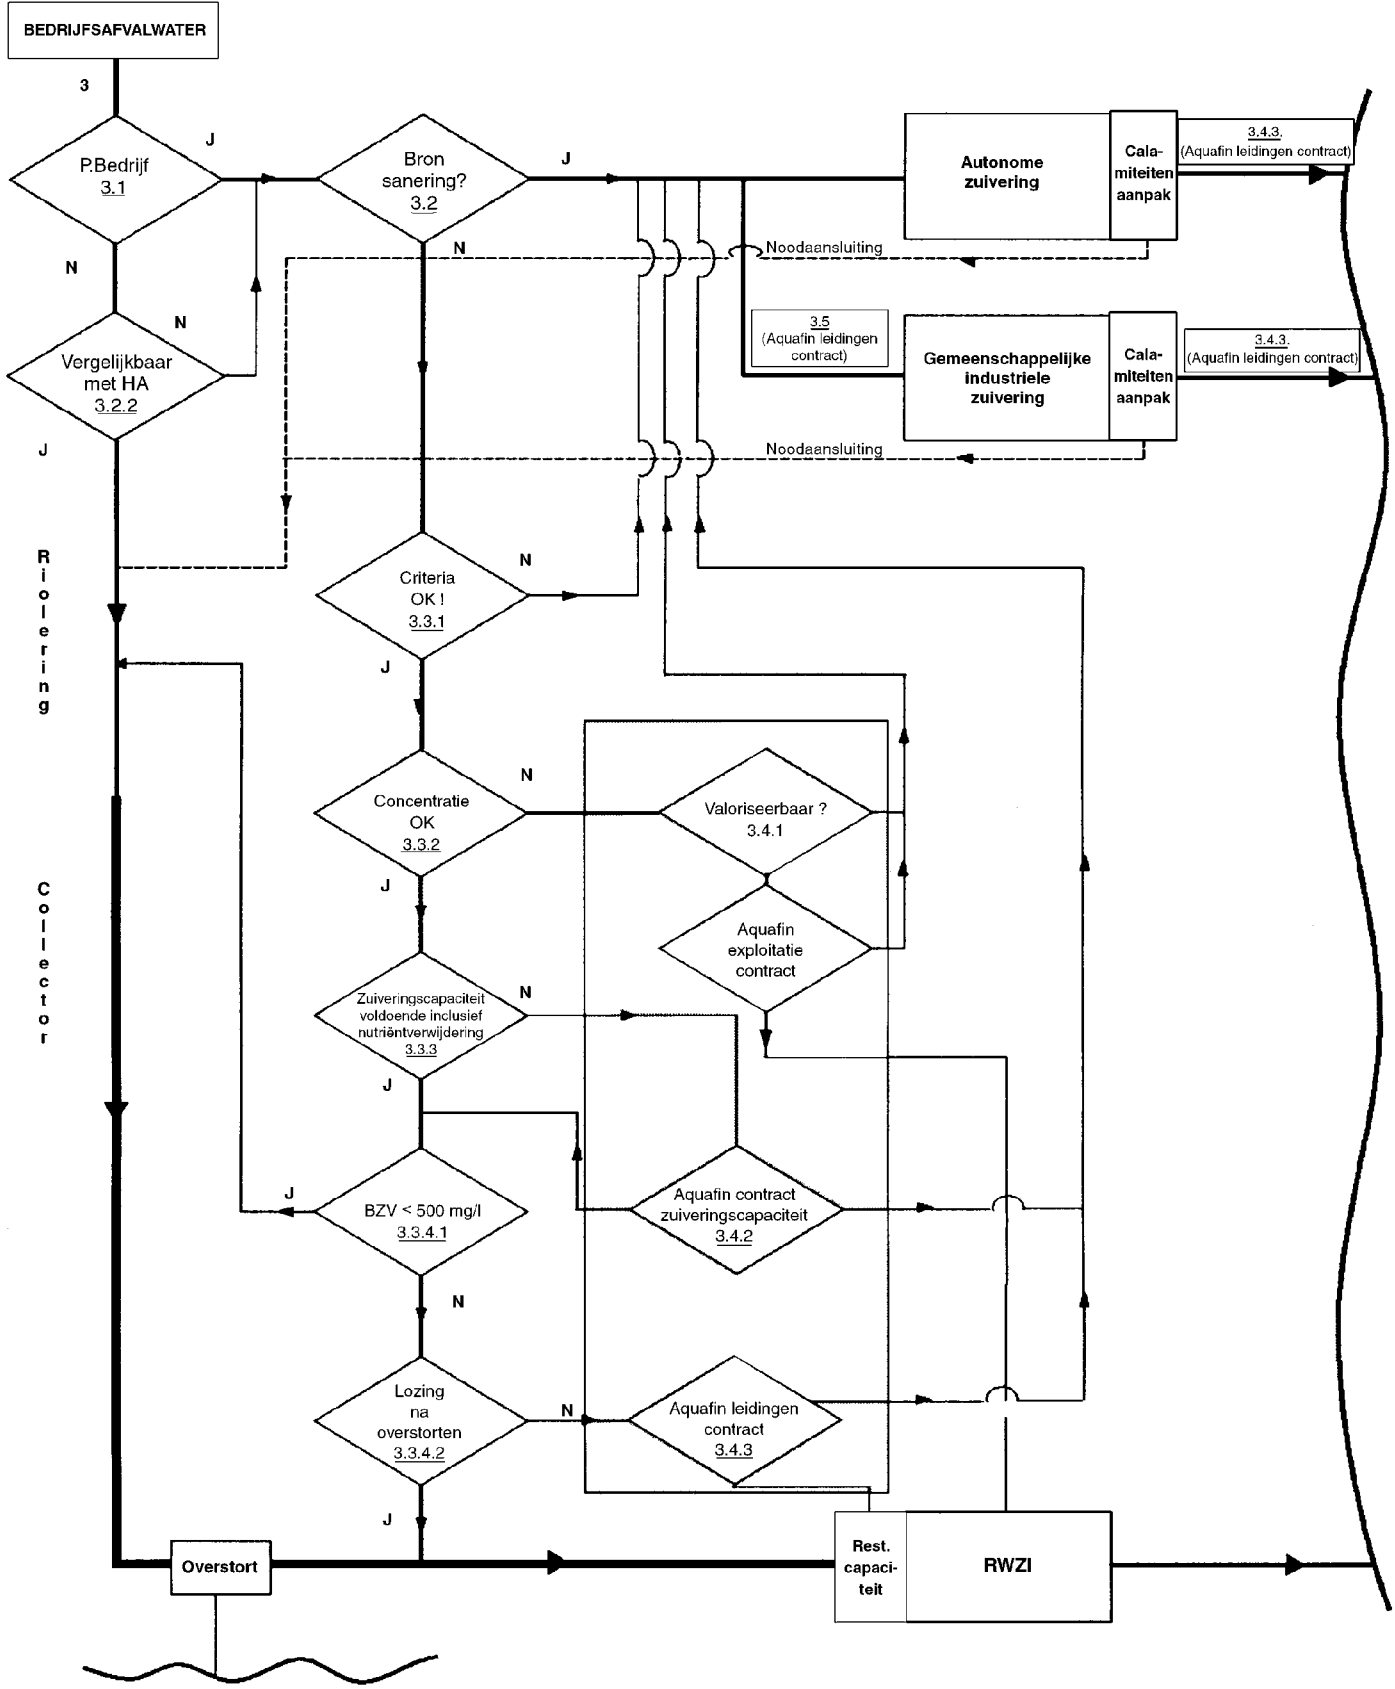 BEDRIJFSAFVALWATER
3
P.Bedrijf
3.1
J
N
Bron
sanering?
3.2
J
N
Autonome
zuivering
Cala-
miteiten
aanpak
3.4.3.
(Aquafin leidingen contract)
Noodaansluiting
Vergelijkbaar
met HA
3.2.2
N
J
3.5
(Aquafin leidingen
contract)
Gemeenschappelijke
industriele
zuivering
Cala-
miteiten
aanpak
3.4.3.
(Aquafin leidingen contract)
Noodaansluiting
Riolering
Criteria
OK !
3.3.1
N
J
Concentratie
OK
3.3.2
N
J
Valoriseerbaar ?
3.4.1
Collector
Aquafin
exploitatie
contract
Zuiveringscapaciteit
voldoende inclusief
nutriëntverwijdering
3.3.3
N
J
BZV < 500 mg/l
3.3.4.1
J
N
Aquafin contract
zuiveringscapaciteit
3.4.2
Lozing
na
overstorten
3.3.4.2
N
J
Aquafin leidingen
contract
3.4.3
Overstort
Rest.
capaci-
teit
RWZI